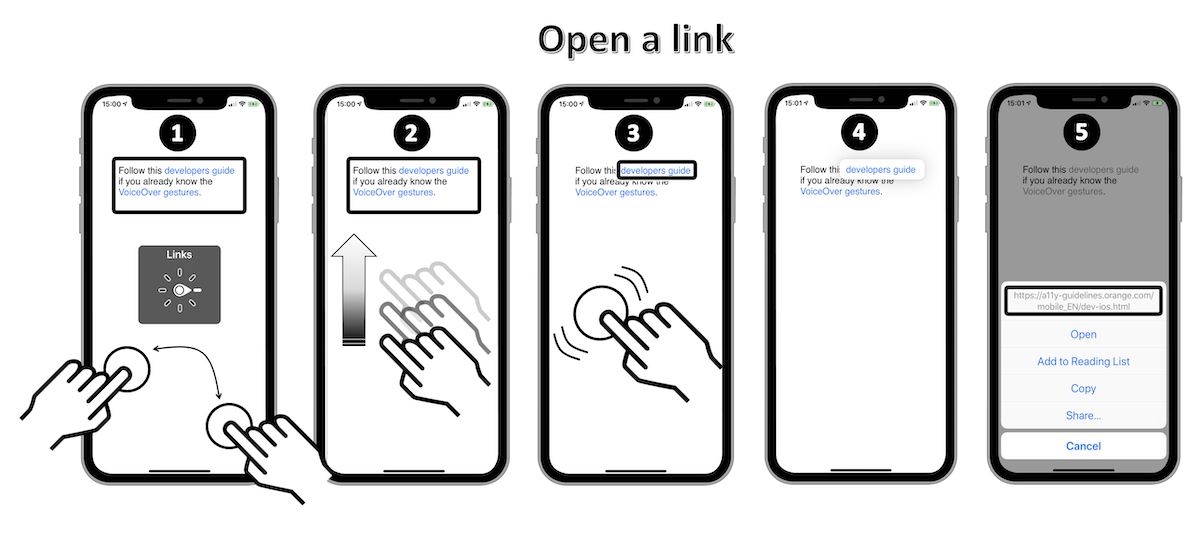 Open a link
15:00
1
Follow this developers guide
if you already know the
VoiceOver gestures.
Links
15:00
2
Follow this developers guide
if you already know the
VoiceOver gestures.
15:00
3
Follow this developers guide
if you already know the
VoiceOver gestures.
15:01
4
Follow this developers guide
if you already know the
VoiceOver gestures.
15:01
5
Follow this developers guide
if you already know the
VoiceOver gestures.
https://a11y-guidelines.orange.com/
mobile_EN/dev-ios.html
Open
Add to Reading List
Copy
Share...
Cancel